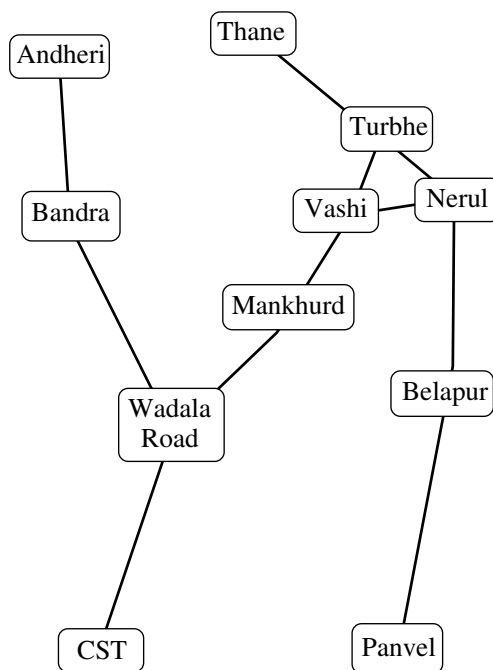 Thane
Andheri
Turbhe
Nerul
Vashi
Bandra
Mankhurd
Belapur
Wadala
Road
CST
Panvel